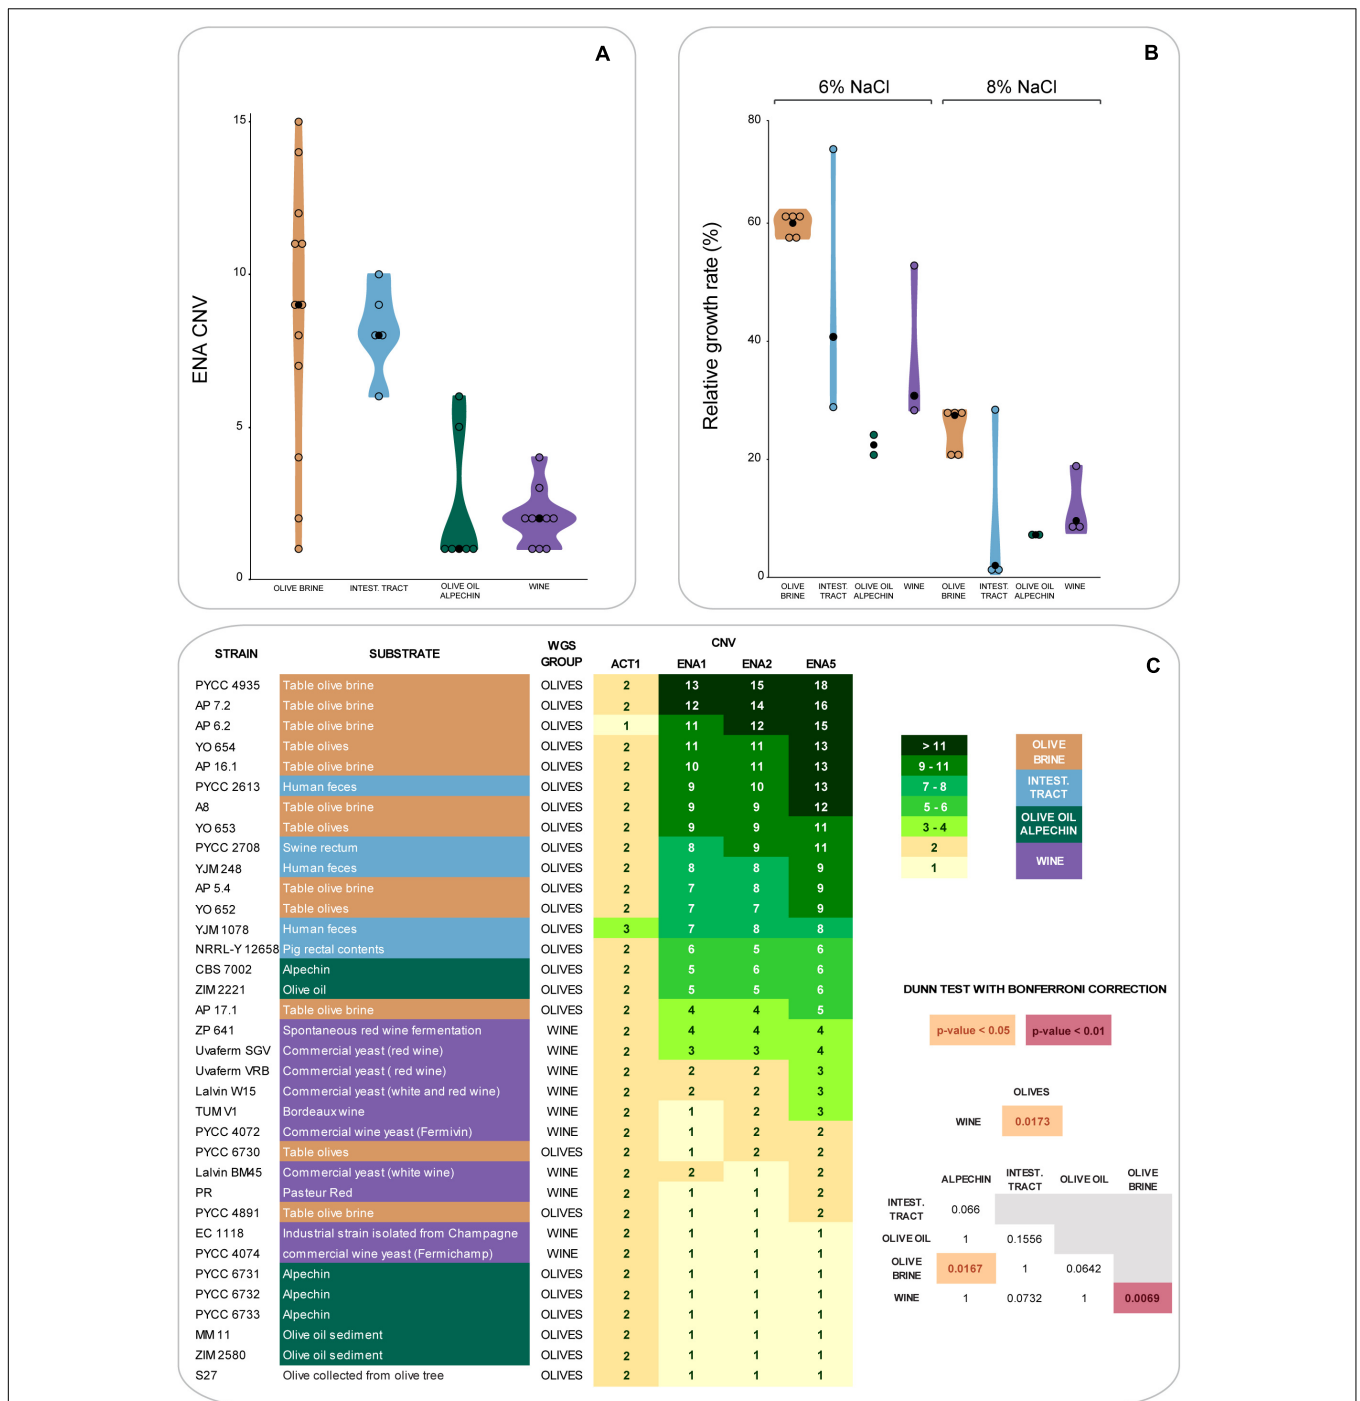 A
ENA CNV
15
10
5
0
OLIVE BRINE
INTEST. TRACT
OLIVE OIL
ALPECHIN
WINE
B
6% NaCl
8% NaCl
Relative growth rate (%)
80
60
40
20
0
OLIVE
BRINE
INTEST.
TRACT
OLIVE OIL
ALPECHIN
WINE
OLIVE
BRINE
INTEST.
TRACT
OLIVE OIL
ALPECHIN
WINE
C
CNV
STRAIN SUBSTRATE WGS GROUP ACT1 ENA1 ENA2 ENA5
PYCC 4935 Table olive brine OLIVES 2 13 15 18
AP 7.2 Table olive brine OLIVES 2 12 14 16
AP 6.2 Table olive brine OLIVES 1 11 12 15
YO 654 Table olives OLIVES 2 11 11 13
AP 16.1 Table olive brine OLIVES 2 10 11 13
PYCC 2613 Human feces OLIVES 2 9 10 13
A8 Table olive brine OLIVES 2 9 9 12
YO 653 Table olives OLIVES 2 9 9 11
PYCC 2708 Swine rectum OLIVES 2 8 9 11
YJM 248 Human feces OLIVES 2 8 8 9
AP 5.4 Table olive brine OLIVES 2 7 8 9
YO 652 Table olives OLIVES 2 7 7 9
YJM 1078 Human feces OLIVES 3 7 8 8
NRRL-Y 12658 Pig rectal contents OLIVES 2 6 5 6
CBS 7002 Alpechin OLIVES 2 5 6 6
ZIM 2221 Olive oil OLIVES 2 5 5 6
AP 17.1 Table olive brine OLIVES 2 4 4 5
ZP 641 Spontaneous red wine fermentation WINE 2 4 4 4
Uvaferm SGV Commercial yeast (red wine) WINE 2 3 3 4
Uvaferm VRB Commercial yeast ( red wine) WINE 2 2 2 3
Lalvin W15 Commercial yeast (white and red wine) WINE 2 2 2 3
TUM V1 Bordeaux wine WINE 2 1 2 3
PYCC 4072 Commercial wine yeast (Fermivin) WINE 2 1 2 2
PYCC 6730 Table olives OLIVES 2 1 2 2
Lalvin BM45 Commercial yeast (white wine) WINE 2 2 1 2
PR Pasteur Red WINE 2 1 1 2
PYCC 4891 Table olive brine OLIVES 2 1 1 2
EC 1118 Industrial strain isolated from Champagne WINE 2 1 1 1
PYCC 4074 commercial wine yeast (Fermichamp) WINE 2 1 1 1
PYCC 6731 Alpechin OLIVES 2 1 1 1
PYCC 6732 Alpechin OLIVES 2 1 1 1
PYCC 6733 Alpechin OLIVES 2 1 1 1
MM 11 Olive oil sediment OLIVES 2 1 1 1
ZIM 2580 Olive oil sediment OLIVES 2 1 1 1
S27 Olive collected from olive tree OLIVES 2 1 1 1
> 11
9 - 11
7 - 8
5 - 6
3 - 4
2
1
OLIVE
BRINE
INTEST.
TRACT
OLIVE OIL
ALPECHIN
WINE
DUNN TEST WITH BONFERRONI CORRECTION
p-value < 0.05 p-value < 0.01
OLIVES
WINE 0.0173
ALPECHIN INTEST. TRACT OLIVE OIL OLIVE BRINE
INTEST. TRACT 0.066
OLIVE OIL 1 0.1556
OLIVE BRINE 0.0167 1 0.0642
WINE 1 0.0732 1 0.0069